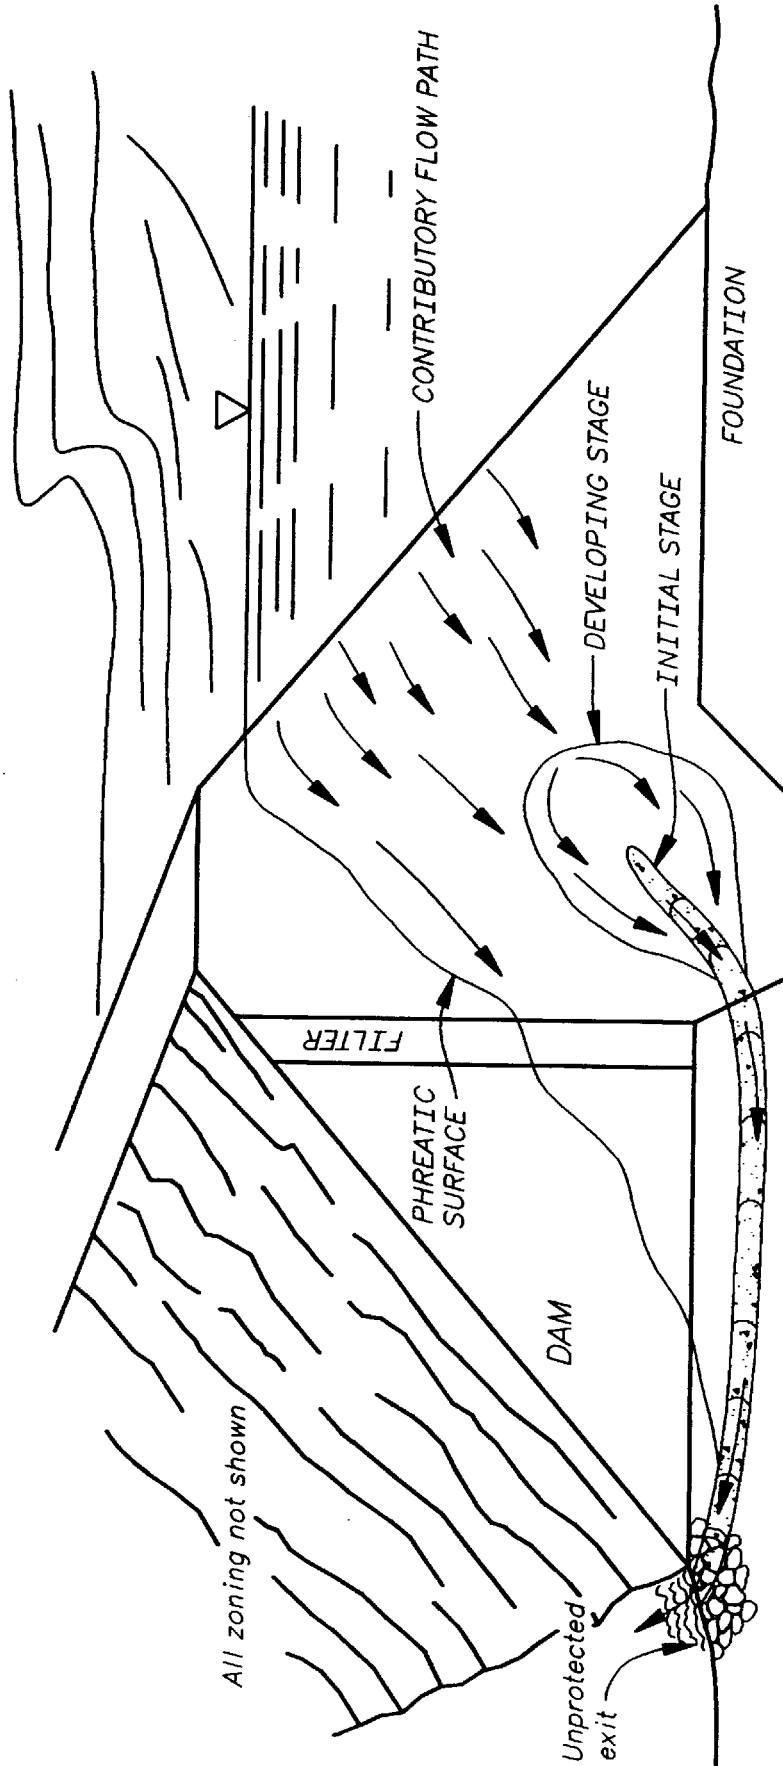 All zoning not shown
Unprotected
exit
DAM
PHREATIC
SURFACE
FILTER
CONTRIBUTORY FLOW PATH
DEVELOPING STAGE
INITIAL STAGE
FOUNDATION